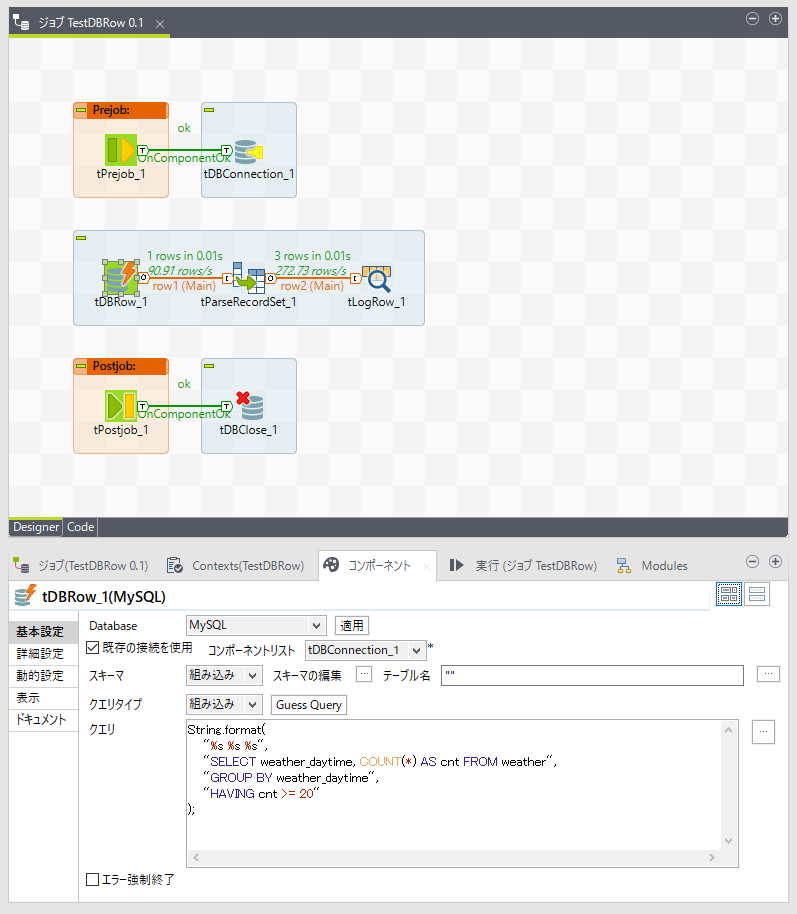 ジョブ TestDBRow 0.1
Prejob:
ok
OnComponentOk
tPrejob_1
tDBConnection_1
1 rows in 0.01s
90.91 rows/s
row1 (Main)
3 rows in 0.01s
272.73 rows/s
row2 (Main)
tDBRow_1
tParseRecordSet_1
tLogRow_1
Postjob:
ok
OnComponentOk
tPostjob_1
tDBClose_1
Designer Code
ジョブ(TestDBRow 0.1) Contexts(TestDBRow) コンポーネント 実行 (ジョブ TestDBRow) Modules
tDBRow_1(MySQL)
基本設定
詳細設定
動的設定
表示
ドキュメント
Database MySQL 適用
既存の接続を使用 コンポーネントリスト tDBConnection_1 *
スキーマ 組み込み スキーマの編集 ... テーブル名 "" ...
クエリタイプ 組み込み Guess Query
クエリ
String.format(
"%s %s %s",
"SELECT weather_daytime, COUNT(*) AS cnt FROM weather",
"GROUP BY weather_daytime",
"HAVING cnt >= 20"
);
...
エラー強制終了